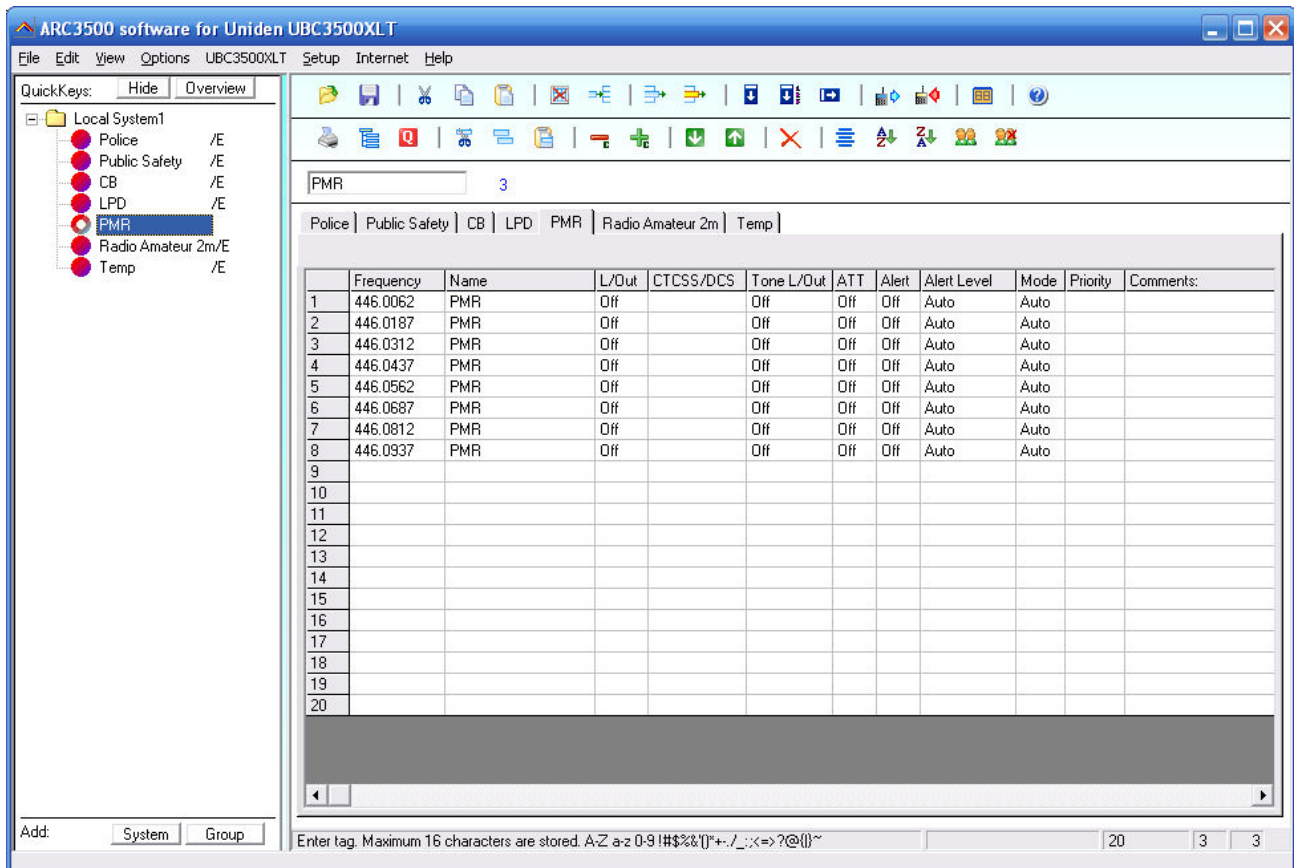 ARC3500 software for Uniden UBC3500XLT
File Edit View Options UBC3500XLT Setup Internet Help
QuickKeys: Hide Overview
Local System1
Police /E
Public Safety /E
CB /E
LPD /E
PMR
Radio Amateur 2m/E
Temp /E
PMR 3
Police Public Safety CB LPD PMR Radio Amateur 2m Temp
Frequency Name L/Out CTCSS/DCS Tone L/Out ATT Alert Alert Level Mode Priority Comments:
1 446.0062 PMR Off Off Off Off Auto Auto
2 446.0187 PMR Off Off Off Off Auto Auto
3 446.0312 PMR Off Off Off Off Auto Auto
4 446.0437 PMR Off Off Off Off Auto Auto
5 446.0562 PMR Off Off Off Off Auto Auto
6 446.0687 PMR Off Off Off Off Auto Auto
7 446.0812 PMR Off Off Off Off Auto Auto
8 446.0937 PMR Off Off Off Off Auto Auto
9
10
11
12
13
14
15
16
17
18
19
20
Add: System Group
Enter tag. Maximum 16 characters are stored. A-Z a-z 0-9 !#$%&'()*+-./_:;<=>?@{|}~ 20 3 3